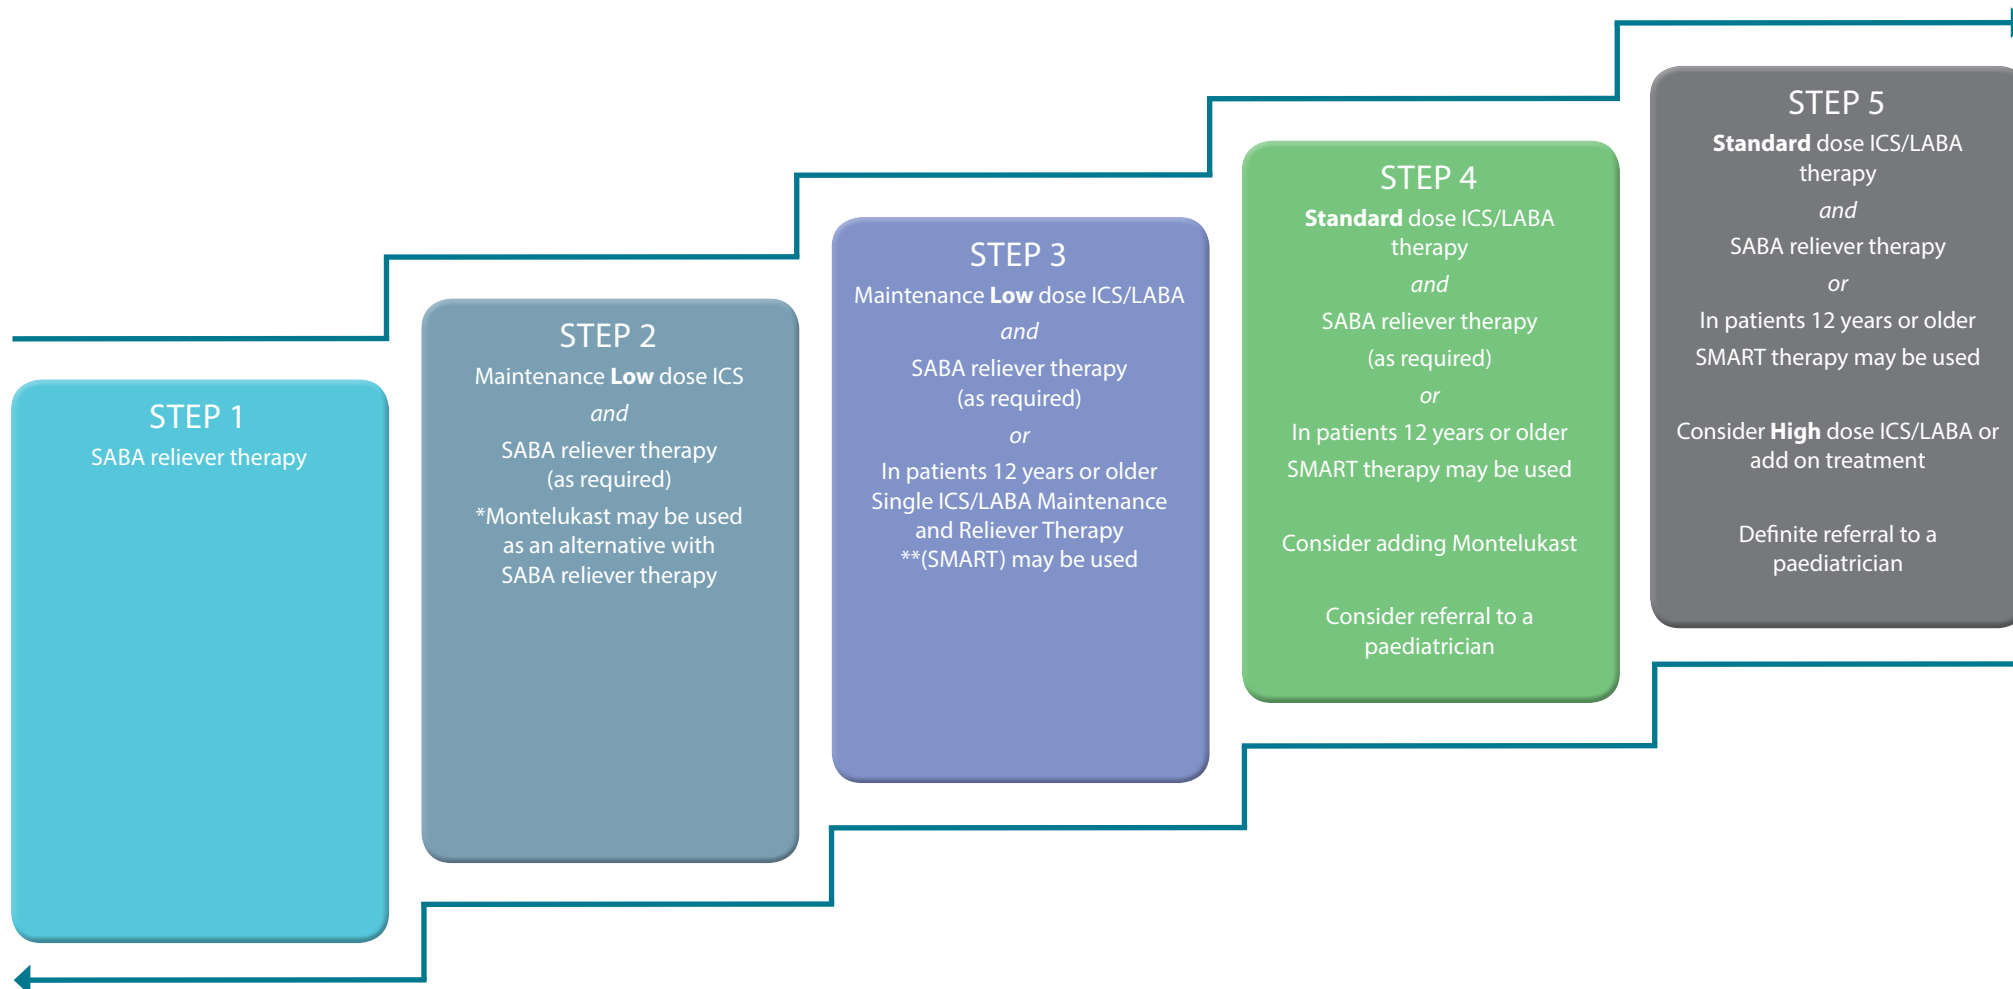 STEP 1
SABA reliever therapy
STEP 2
Maintenance Low dose ICS
and
SABA reliever therapy
(as required)
*Montelukast may be used
as an alternative with
SABA reliever therapy
STEP 3
Maintenance Low dose ICS/LABA
and
SABA reliever therapy
(as required)
or
In patients 12 years or older
Single ICS/LABA Maintenance
and Reliever Therapy
**(SMART) may be used
STEP 4
Standard dose ICS/LABA
therapy
and
SABA reliever therapy
(as required)
or
In patients 12 years or older
SMART therapy may be used
Consider adding Montelukast
Consider referral to a
paediatrician
STEP 5
Standard dose ICS/LABA
therapy
and
SABA reliever therapy
or
In patients 12 years or older
SMART therapy may be used
Consider High dose ICS/LABA or
add on treatment
Definite referral to a
paediatrician